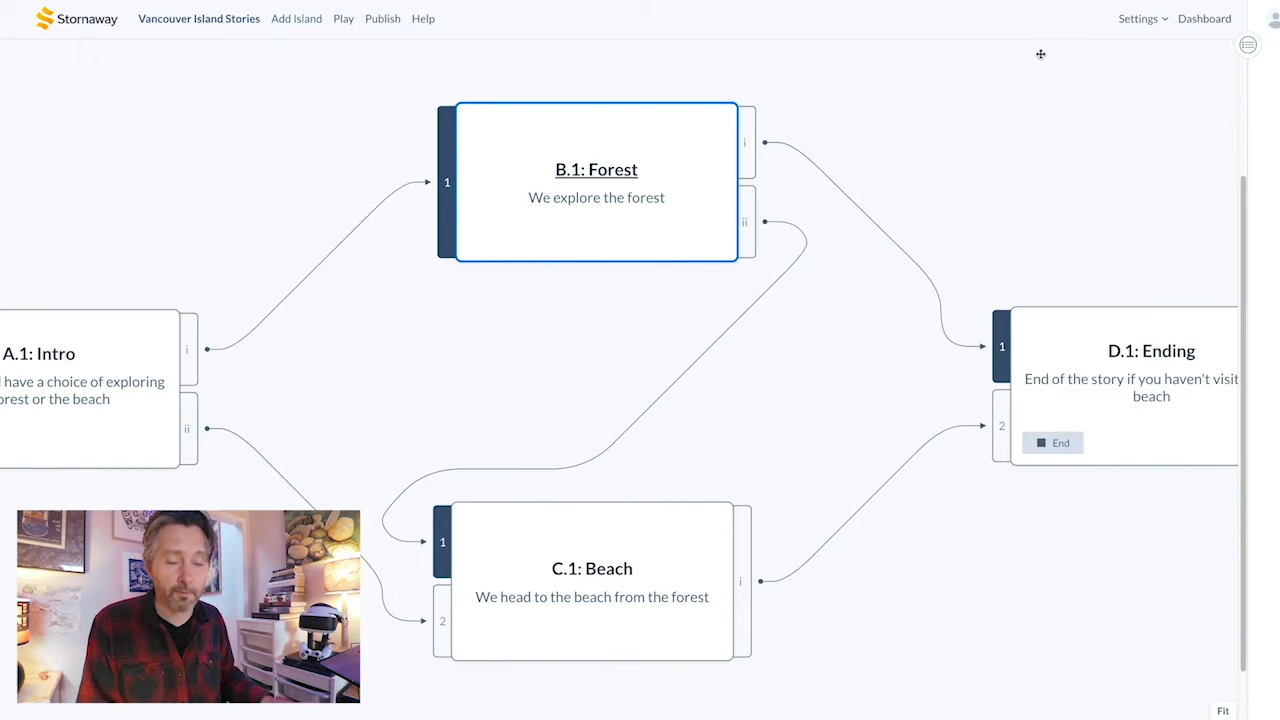 Stornaway
Vancouver Island Stories
Add Island
Play
Publish
Help
Settings
Dashboard
B.1: Forest
We explore the forest
1
i
ii
A.1: Intro
have a choice of exploring
orest or the beach
i
ii
D.1: Ending
End of the story if you haven't visit
beach
1
2
End
C.1: Beach
We head to the beach from the forest
1
2
i
Fit